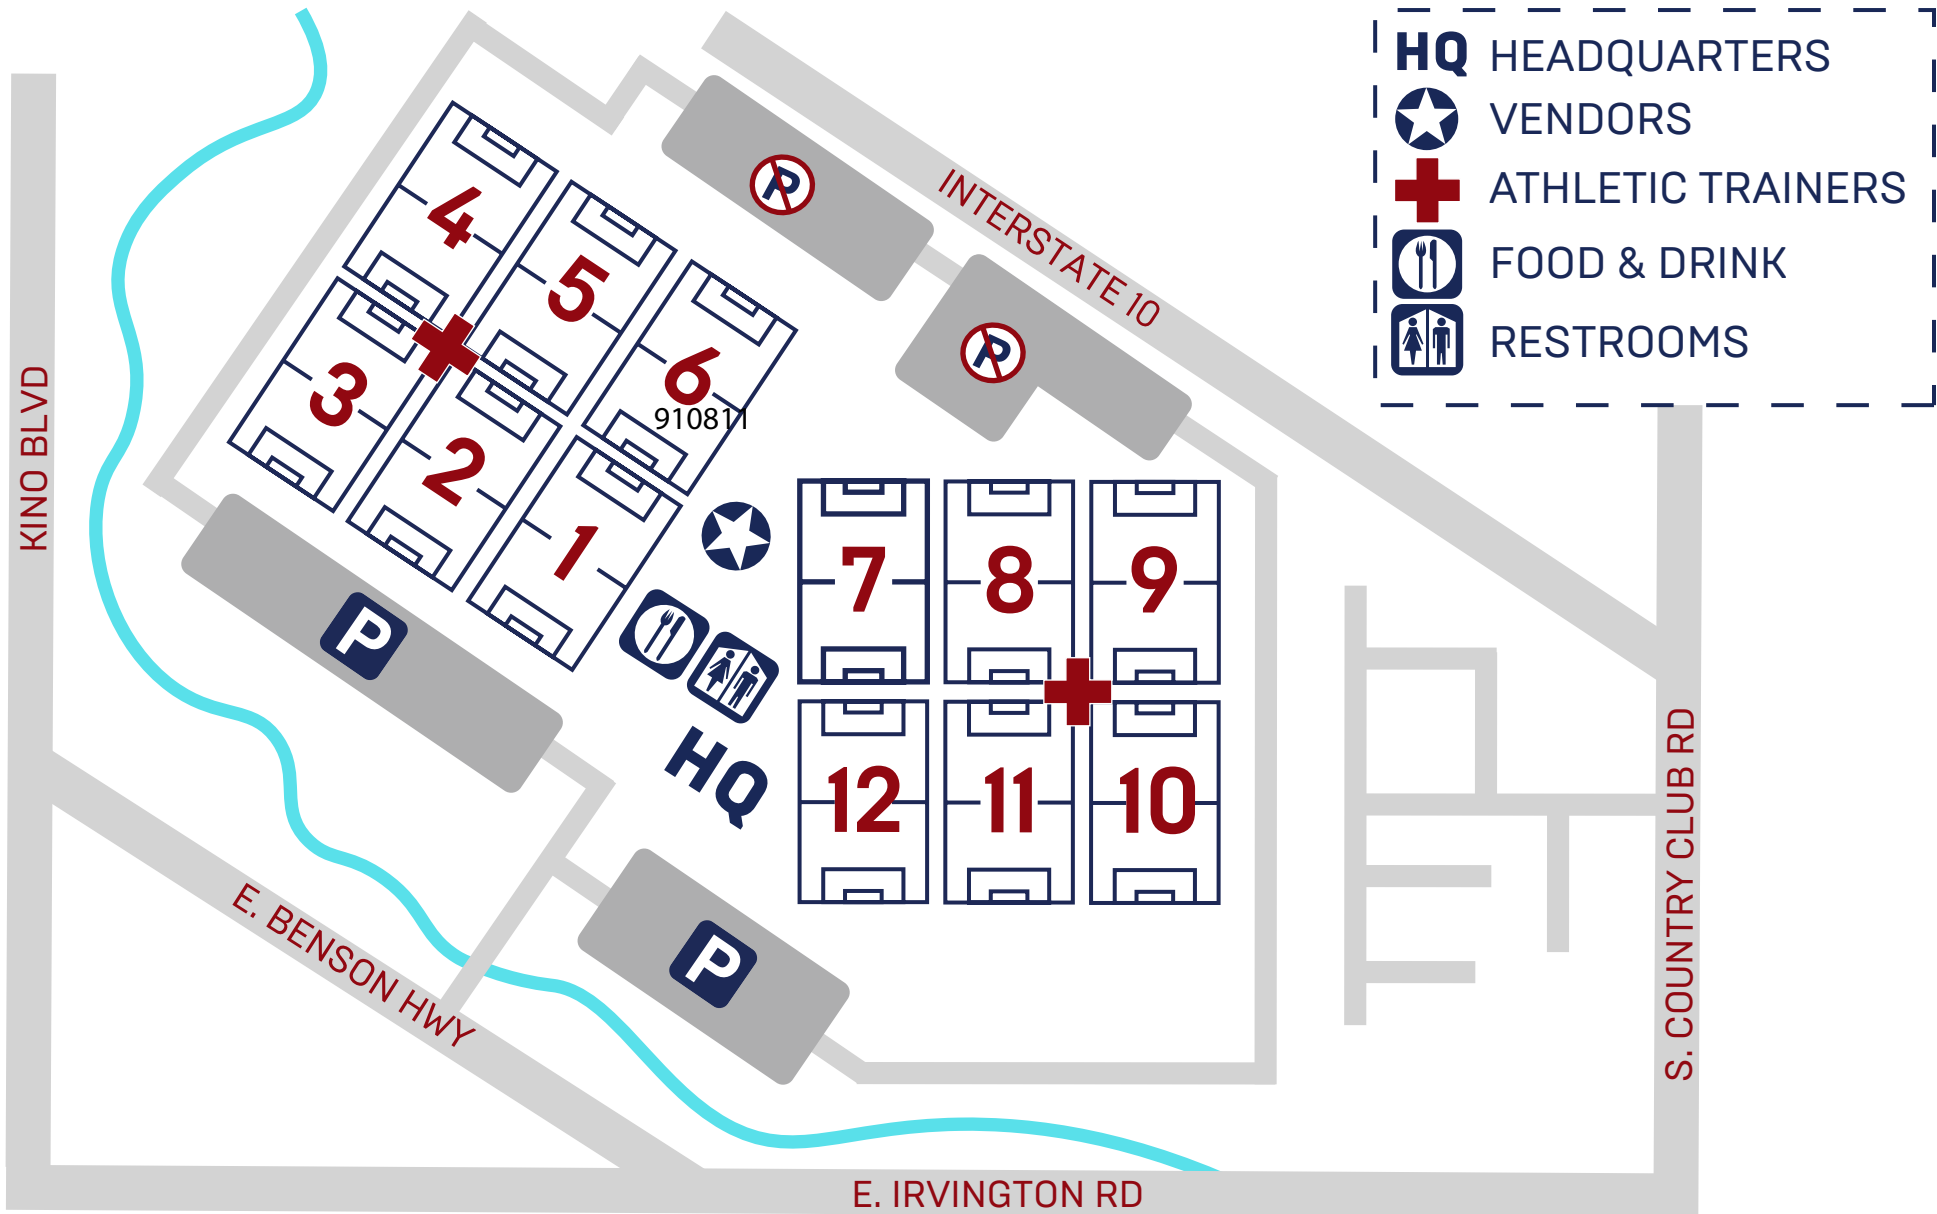 HQ HEADQUARTERS
VENDORS
ATHLETIC TRAINERS
FOOD & DRINK
RESTROOMS
INTERSTATE 10
KINO BLVD
4
5
6
910811
3
2
1
7
8
9
P
HQ
12
11
10
P
E. BENSON HWY
S. COUNTRY CLUB RD
E. IRVINGTON RD
P
P